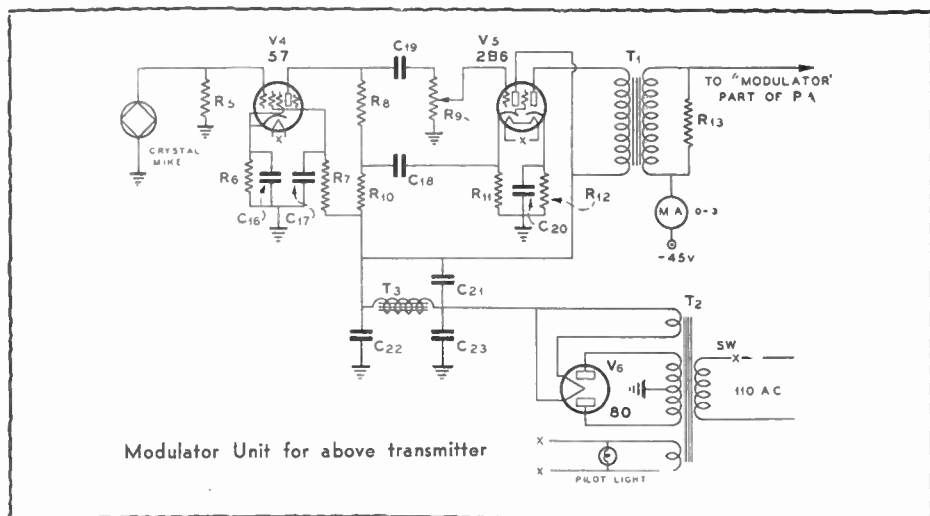 V4
57
C19
V5
2B6
T1
TO "MODULATOR'
PART OF PA
R5
R8
R9
R13
CRYSTAL
MIKE
X
X
R6
R7
C18
R10
R11
R12
C16
C17
C20
MA 0-3
-45V
T3
C21
T2
C22
C23
SW
X
V6
110 AC
80
X
X
PILOT LIGHT
Modulator Unit for above transmitter